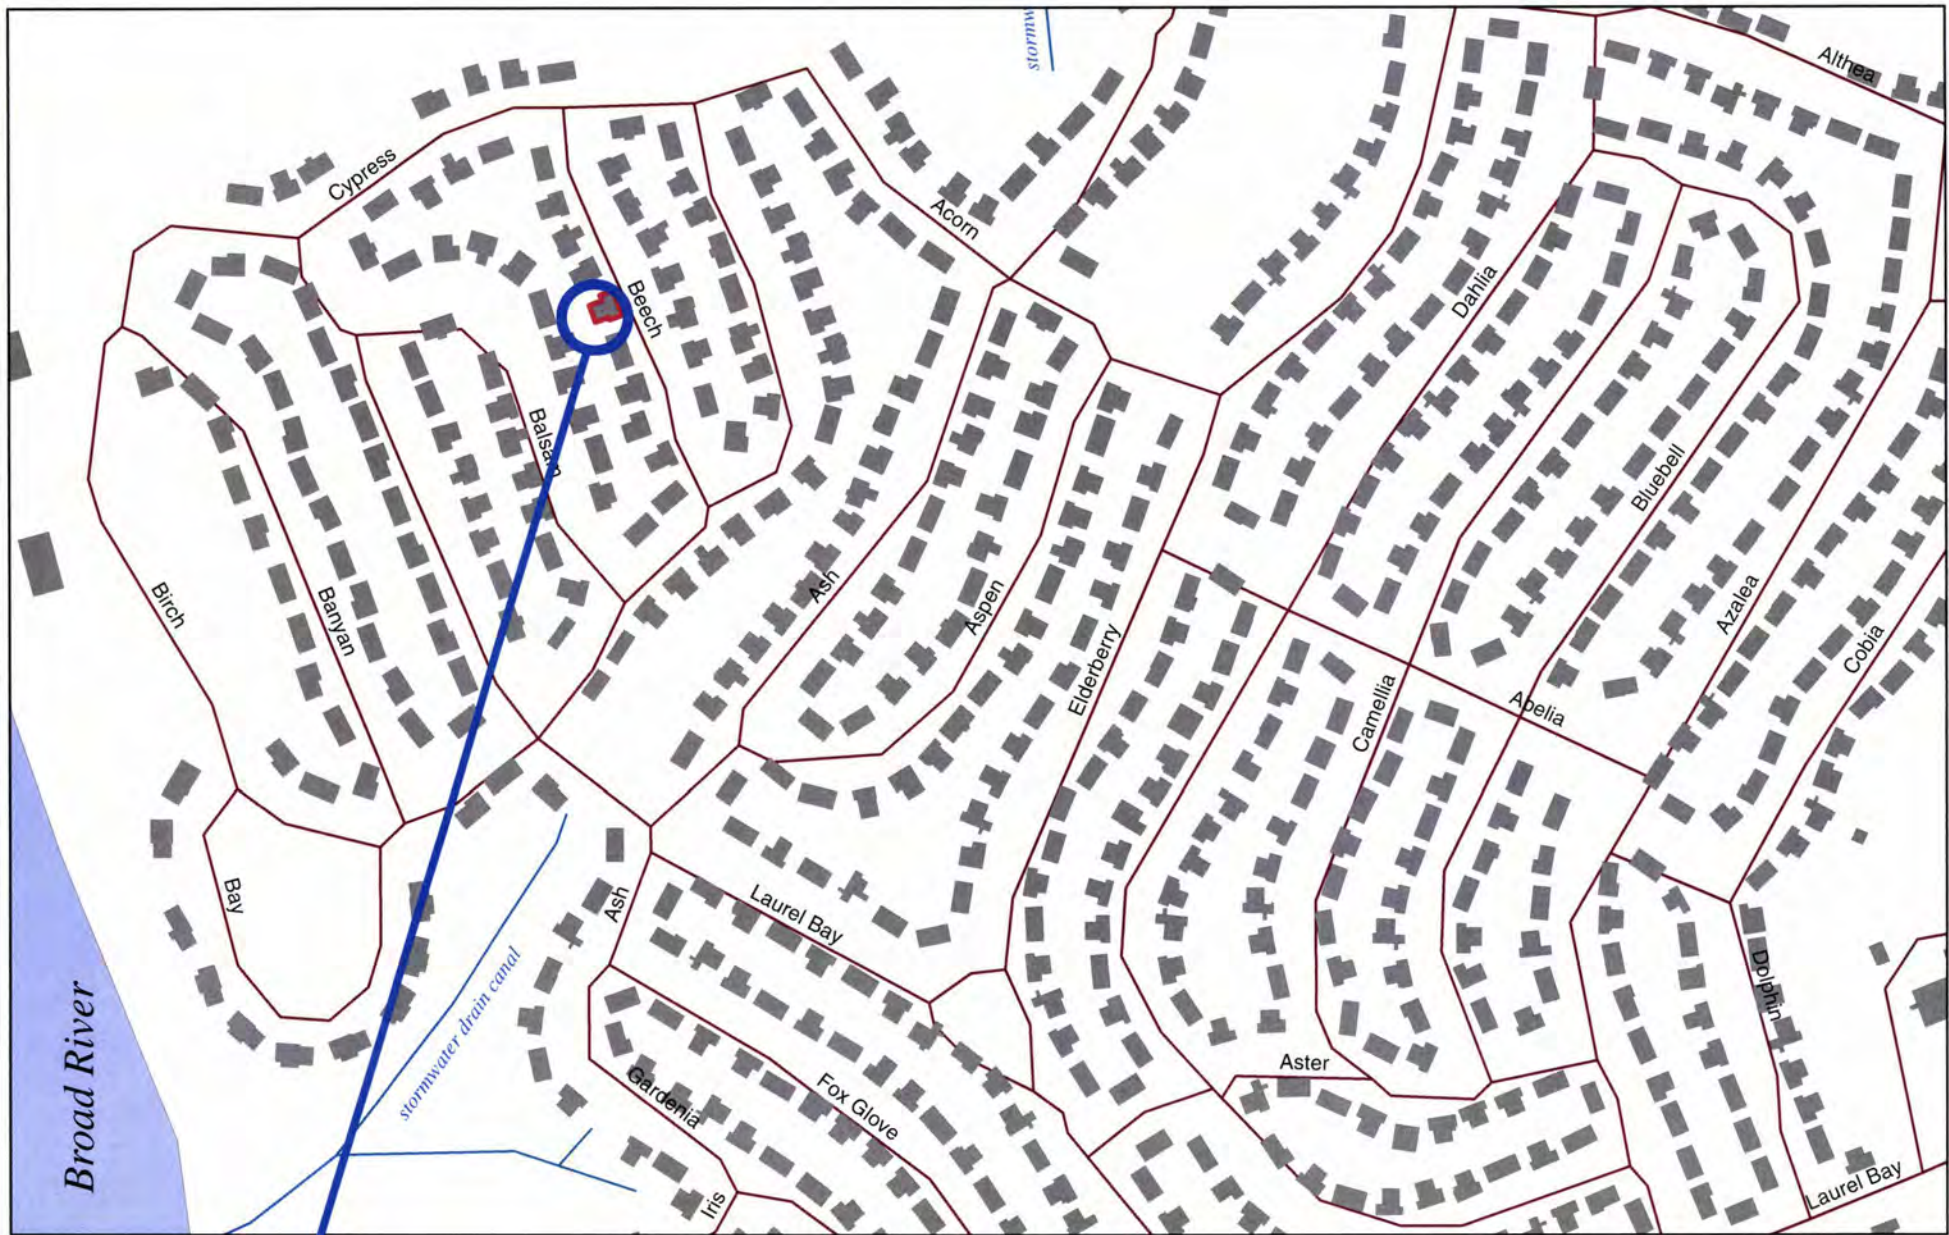 stormw
Althea
Cypress
Acorn
Dahlia
Beech
Balsam
Bluebell
Birch
Banyan
Ash
Aspen
Elderberry
Azalea
Cobia
Camellia
Abelia
Bay
Ash
Laurel Bay
stormwater drain canal
Dolphin
Broad River
Gardenia
Fox Glove
Aster
Iris
Laurel Bay